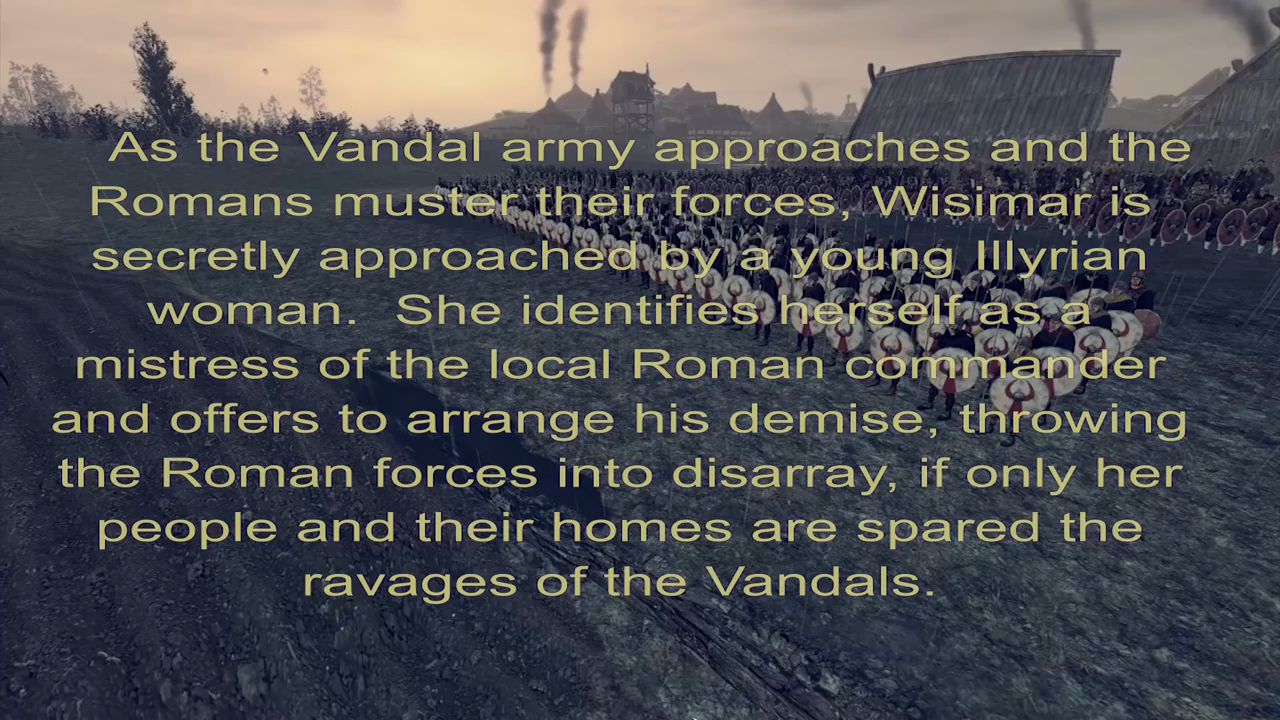 As the Vandal army approaches and the
Romans muster their forces, Wisimar is
secretly approached by a young Illyrian
woman.  She identifies herself as a
mistress of the local Roman commander
and offers to arrange his demise, throwing
the Roman forces into disarray, if only her
people and their homes are spared the
ravages of the Vandals.